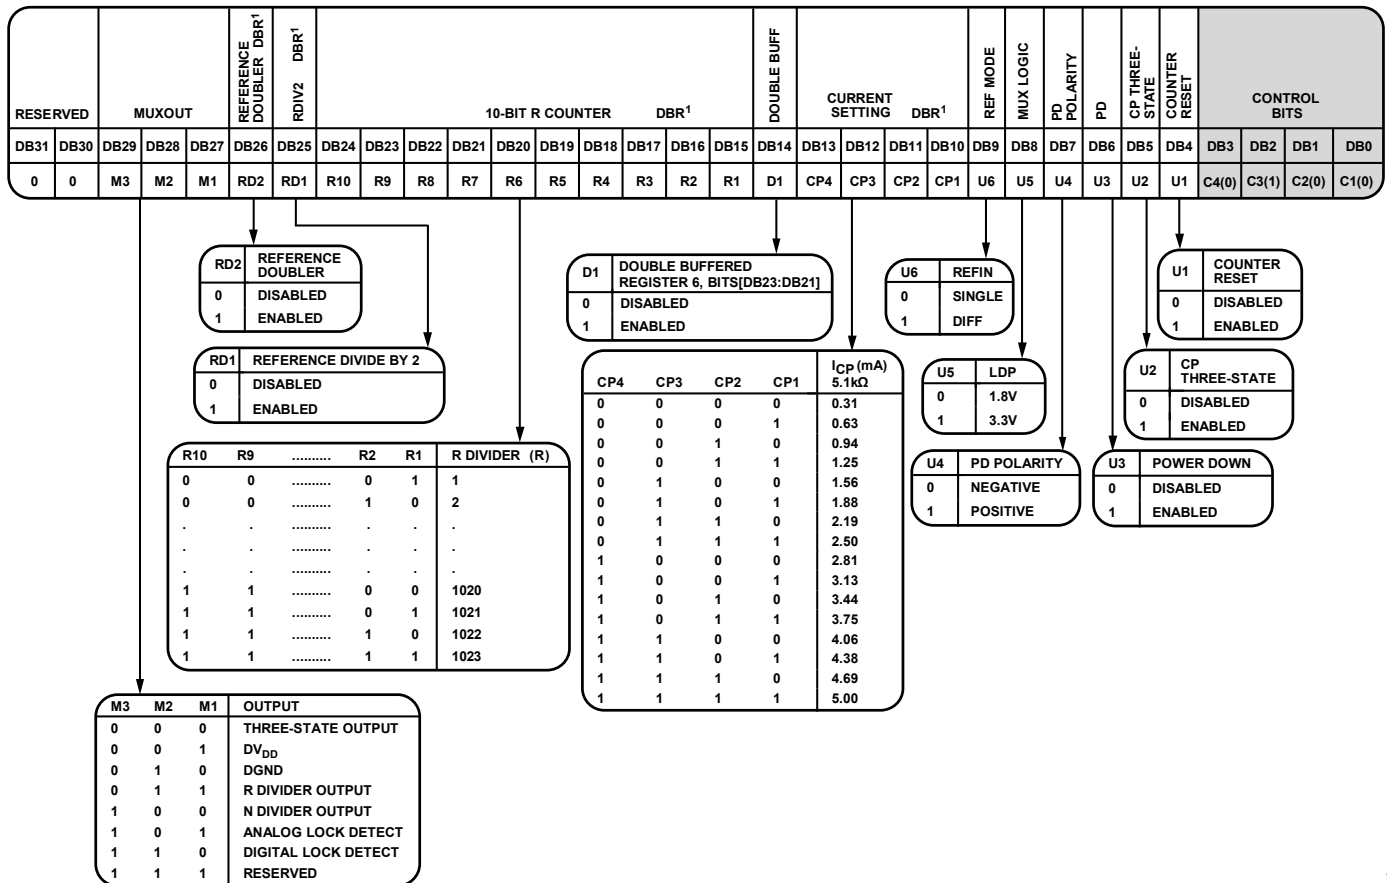 RESERVED MUXOUT REFERENCE DOUBLER DBR1 RDIV2 DBR1 10-BIT R COUNTER DBR1 DOUBLE BUFF CURRENT SETTING DBR1 REF MODE MUX LOGIC PD POLARITY PD CP THREE-STATE COUNTER RESET CONTROL BITS
DB31 DB30 DB29 DB28 DB27 DB26 DB25 DB24 DB23 DB22 DB21 DB20 DB19 DB18 DB17 DB16 DB15 DB14 DB13 DB12 DB11 DB10 DB9 DB8 DB7 DB6 DB5 DB4 DB3 DB2 DB1 DB0
0 0 M3 M2 M1 RD2 RD1 R10 R9 R8 R7 R6 R5 R4 R3 R2 R1 D1 CP4 CP3 CP2 CP1 U6 U5 U4 U3 U2 U1 C4(0) C3(1) C2(0) C1(0)
RD2 REFERENCE DOUBLER
0 DISABLED
1 ENABLED
RD1 REFERENCE DIVIDE BY 2
0 DISABLED
1 ENABLED
R10 R9 .......... R2 R1 R DIVIDER (R)
0 0 .......... 0 1 1
0 0 .......... 1 0 2
. . .......... . . .
. . .......... . . .
. . .......... . . .
1 1 .......... 0 0 1020
1 1 .......... 0 1 1021
1 1 .......... 1 0 1022
1 1 .......... 1 1 1023
M3 M2 M1 OUTPUT
0 0 0 THREE-STATE OUTPUT
0 0 1 DVDD
0 1 0 DGND
0 1 1 R DIVIDER OUTPUT
1 0 0 N DIVIDER OUTPUT
1 0 1 ANALOG LOCK DETECT
1 1 0 DIGITAL LOCK DETECT
1 1 1 RESERVED
D1 DOUBLE BUFFERED
REGISTER 6, BITS[DB23:DB21]
0 DISABLED
1 ENABLED
CP4 CP3 CP2 CP1 ICP (mA) 5.1kΩ
0 0 0 0 0.31
0 0 0 1 0.63
0 0 1 0 0.94
0 0 1 1 1.25
0 1 0 0 1.56
0 1 0 1 1.88
0 1 1 0 2.19
0 1 1 1 2.50
1 0 0 0 2.81
1 0 0 1 3.13
1 0 1 0 3.44
1 0 1 1 3.75
1 1 0 0 4.06
1 1 0 1 4.38
1 1 1 0 4.69
1 1 1 1 5.00
U6 REFIN
0 SINGLE
1 DIFF
U5 LDP
0 1.8V
1 3.3V
U4 PD POLARITY
0 NEGATIVE
1 POSITIVE
U1 COUNTER RESET
0 DISABLED
1 ENABLED
U2 CP THREE-STATE
0 DISABLED
1 ENABLED
U3 POWER DOWN
0 DISABLED
1 ENABLED